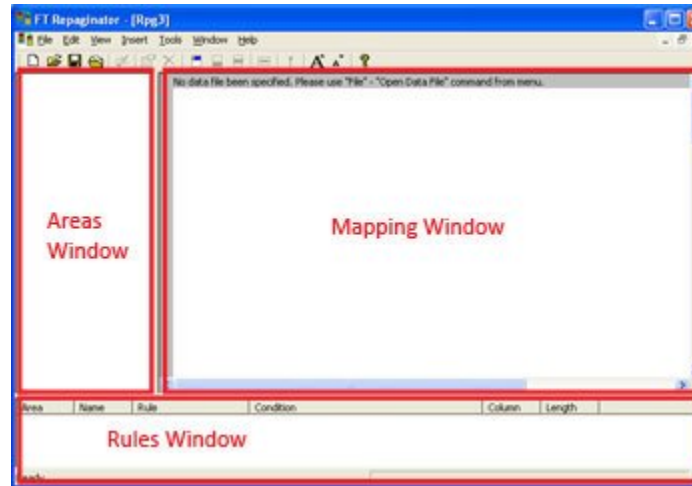 FT Repaginator - [Rpg3]
File Edit View Insert Tools Window Help
No data file been specified. Please use "File" - "Open Data File" command from menu.
Areas
Window
Mapping Window
Area Name Rule Condition Column Length
Rules Window
Ready